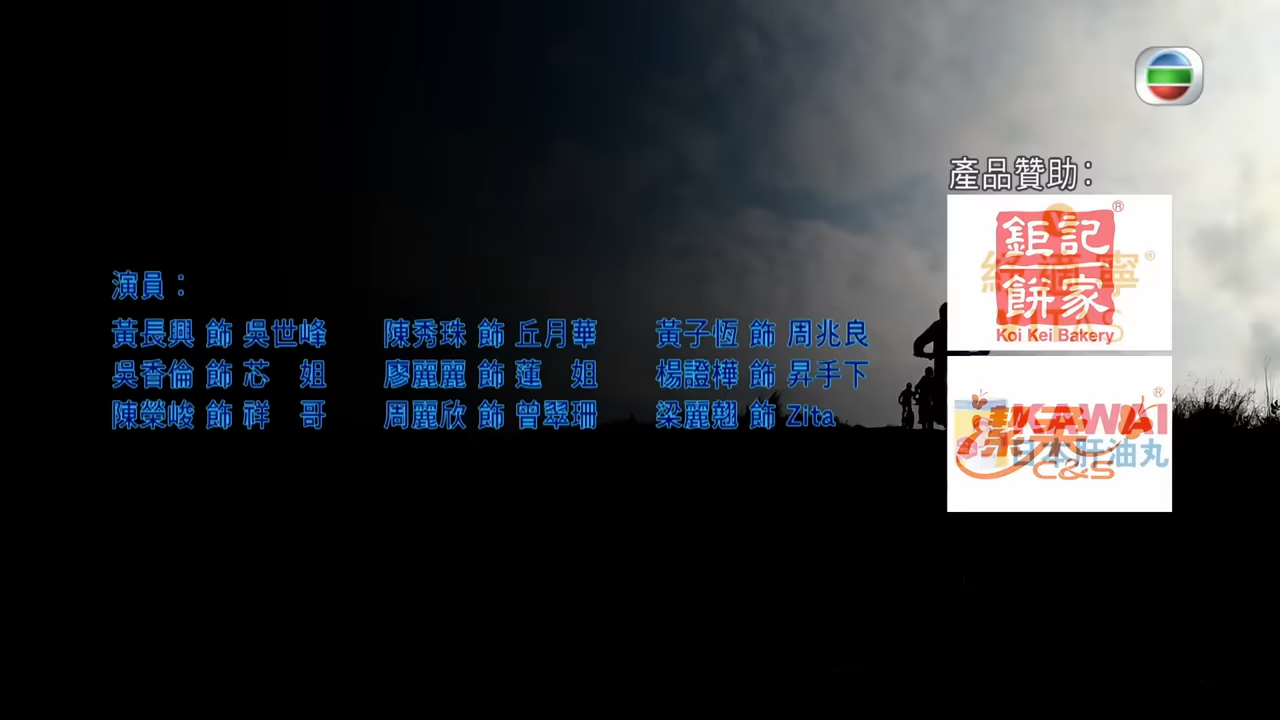 產品贊助：
鉅記
餅家
Koi Kei Bakery
演員：
黃長興 飾 吳世峰 陳秀珠 飾 丘月華 黃子恆 飾 周兆良
吳香倫 飾 芯 姐 廖麗麗 飾 蓮 姐 楊證樺 飾 昇手下
陳榮峻 飾 祥 哥 周麗欣 飾 曾翠珊 梁麗翹 飾 Zita
潔柔
C&S
KAWAI
日本肝油丸